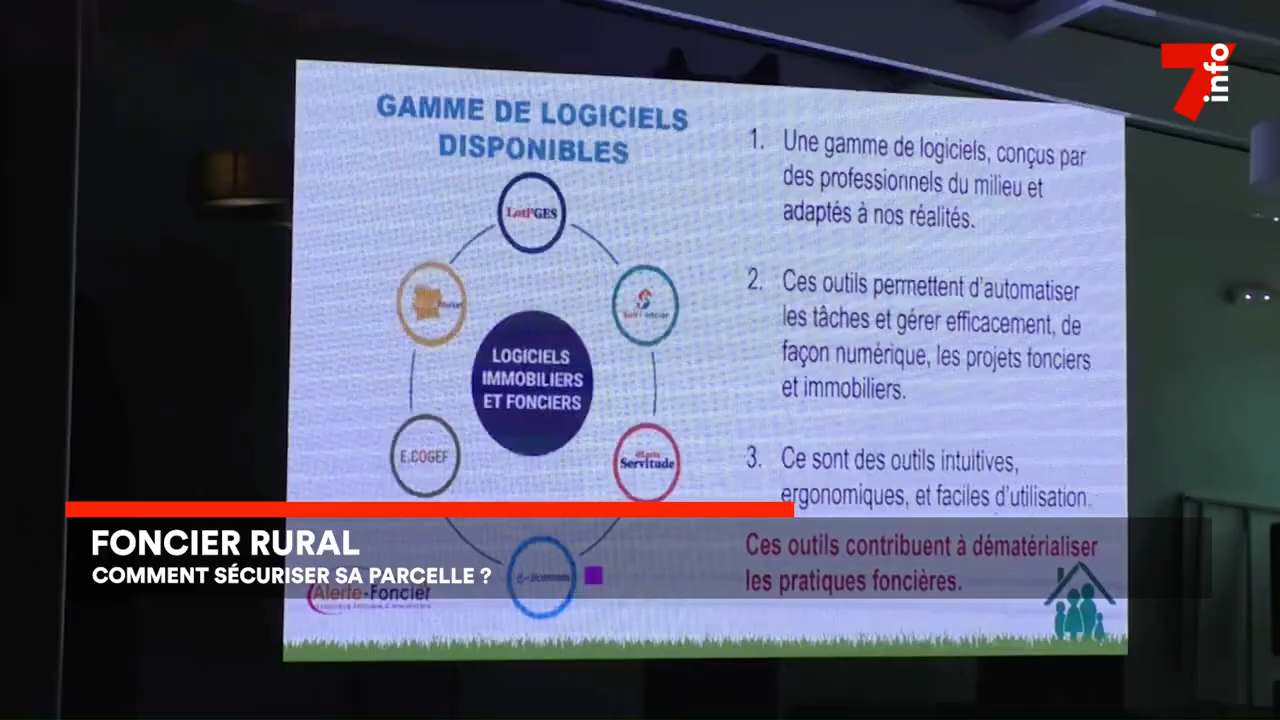 7info
GAMME DE LOGICIELS
DISPONIBLES
LOGICIELS
IMMOBILIERS
ET FONCIERS
E.COGEF
Servitude
1. Une gamme de logiciels, conçus par
des professionnels du milieu et
adaptés à nos réalités.
2. Ces outils permettent d'automatiser
les tâches et gérer efficacement, de
façon numérique, les projets fonciers
et immobiliers.
3. Ce sont des outils intuitives,
ergonomiques, et faciles d'utilisation.
Ces outils contribuent à dématérialiser
les pratiques foncières.
FONCIER RURAL
COMMENT SÉCURISER SA PARCELLE ?
Alerte-Foncier